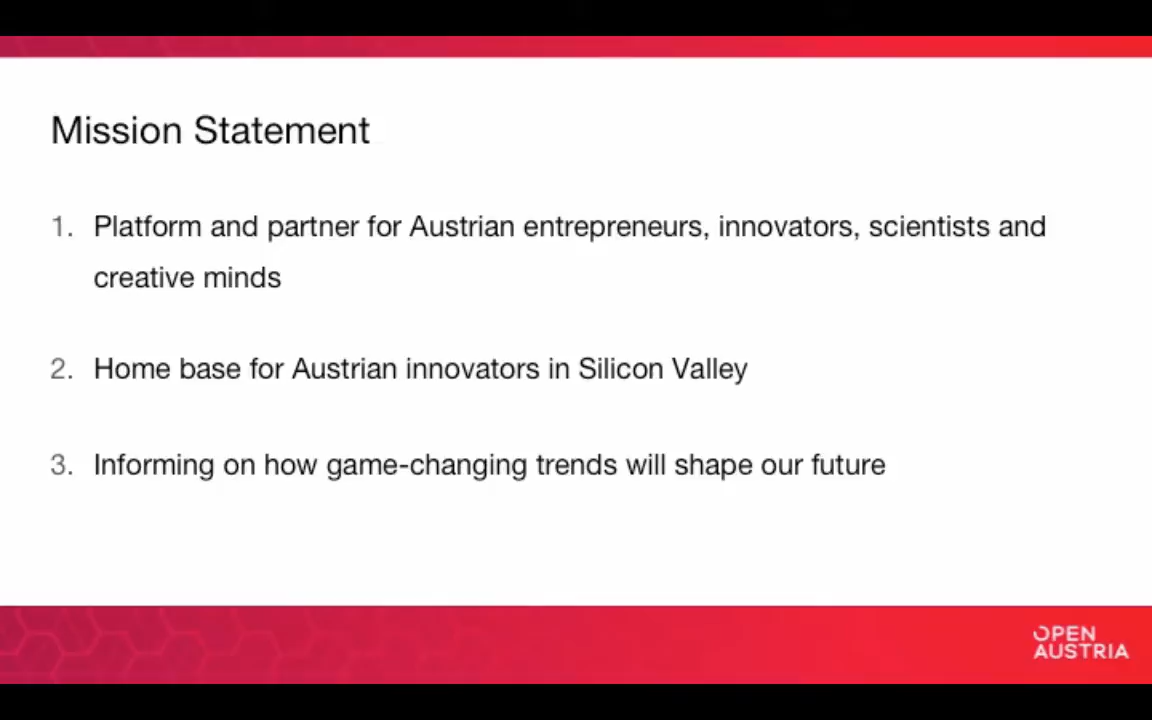 Mission Statement
1. Platform and partner for Austrian entrepreneurs, innovators, scientists and
creative minds
2. Home base for Austrian innovators in Silicon Valley
3. Informing on how game-changing trends will shape our future
OPEN
AUSTRIA